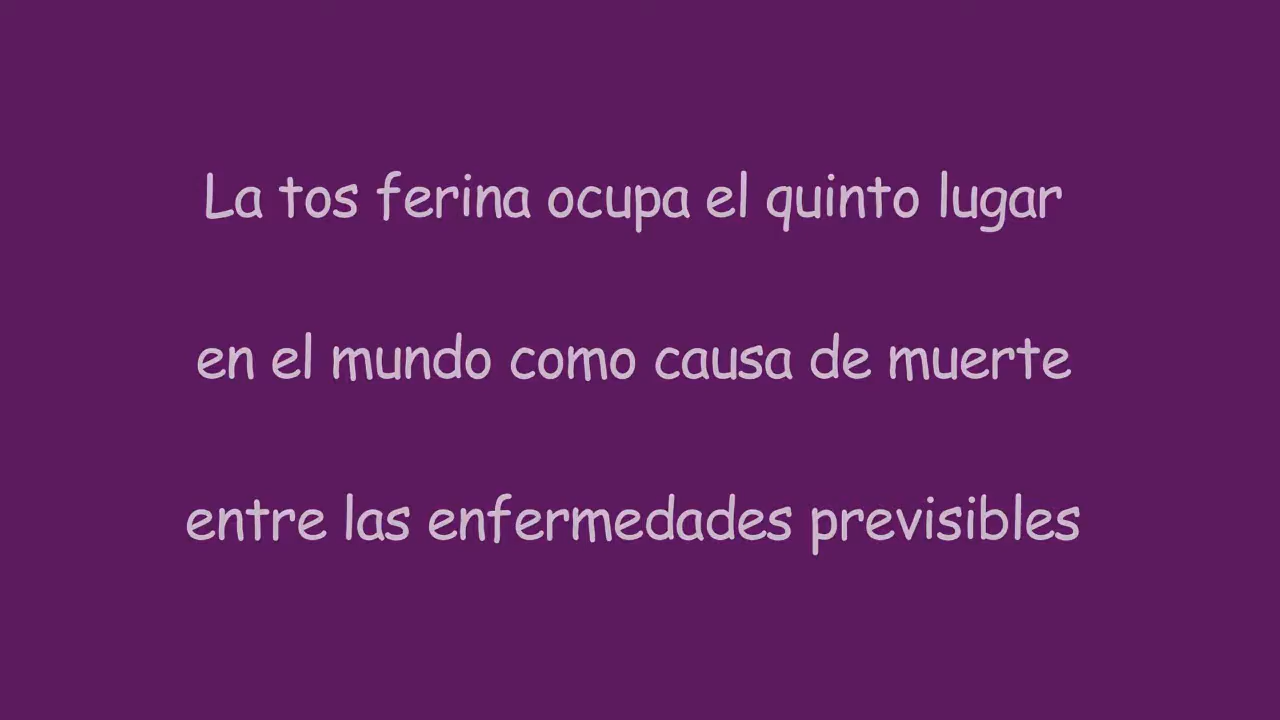 La tos ferina ocupa el quinto lugar
en el mundo como causa de muerte
entre las enfermedades previsibles